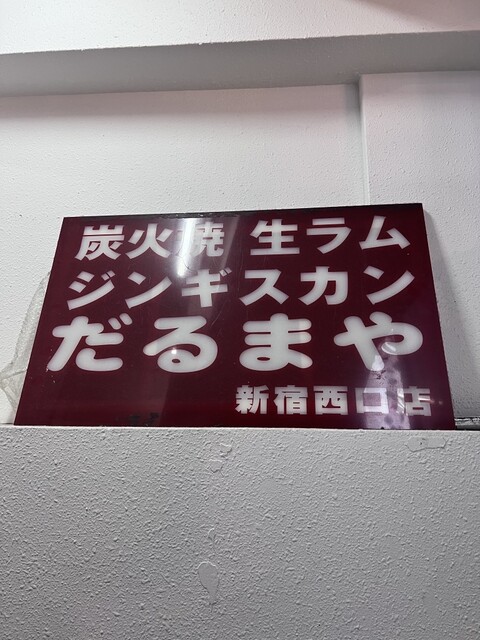 炭火焼 生ラム
ジンギスカン
だるまや
新宿西口店